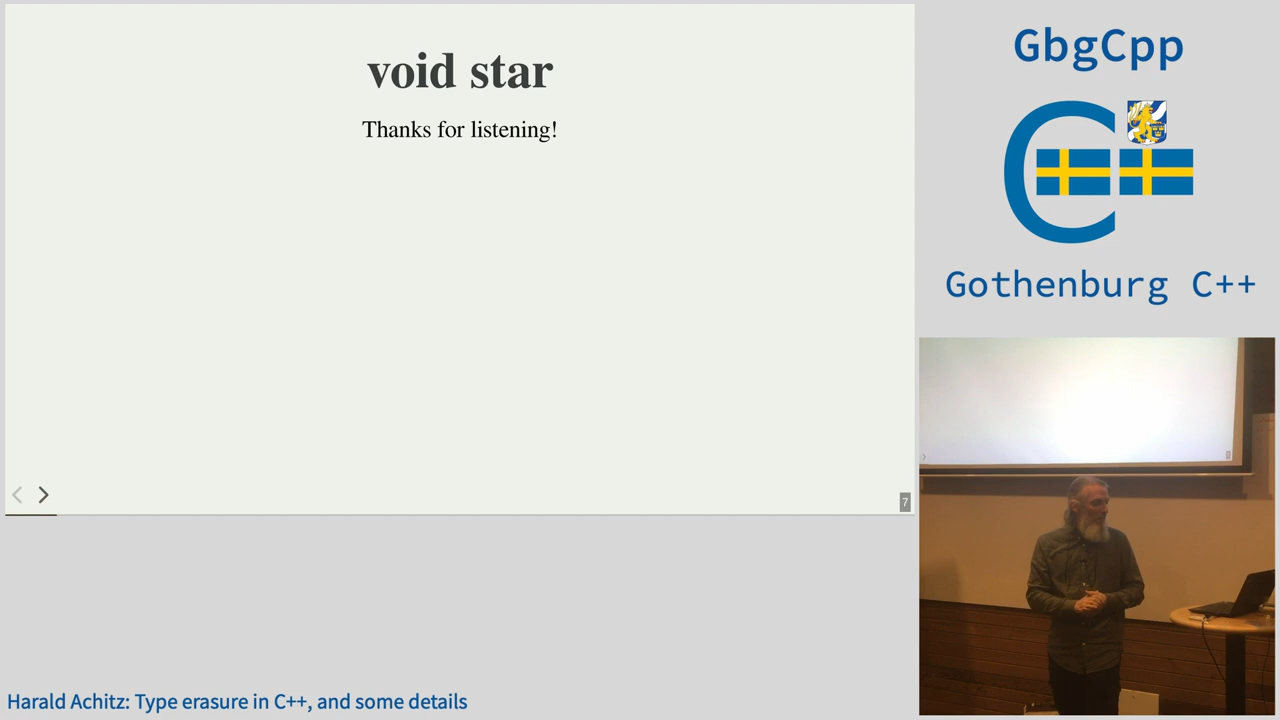 void star
Thanks for listening!
7
GbgCpp
C++
Gothenburg C++
Harald Achitz: Type erasure in C++, and some details